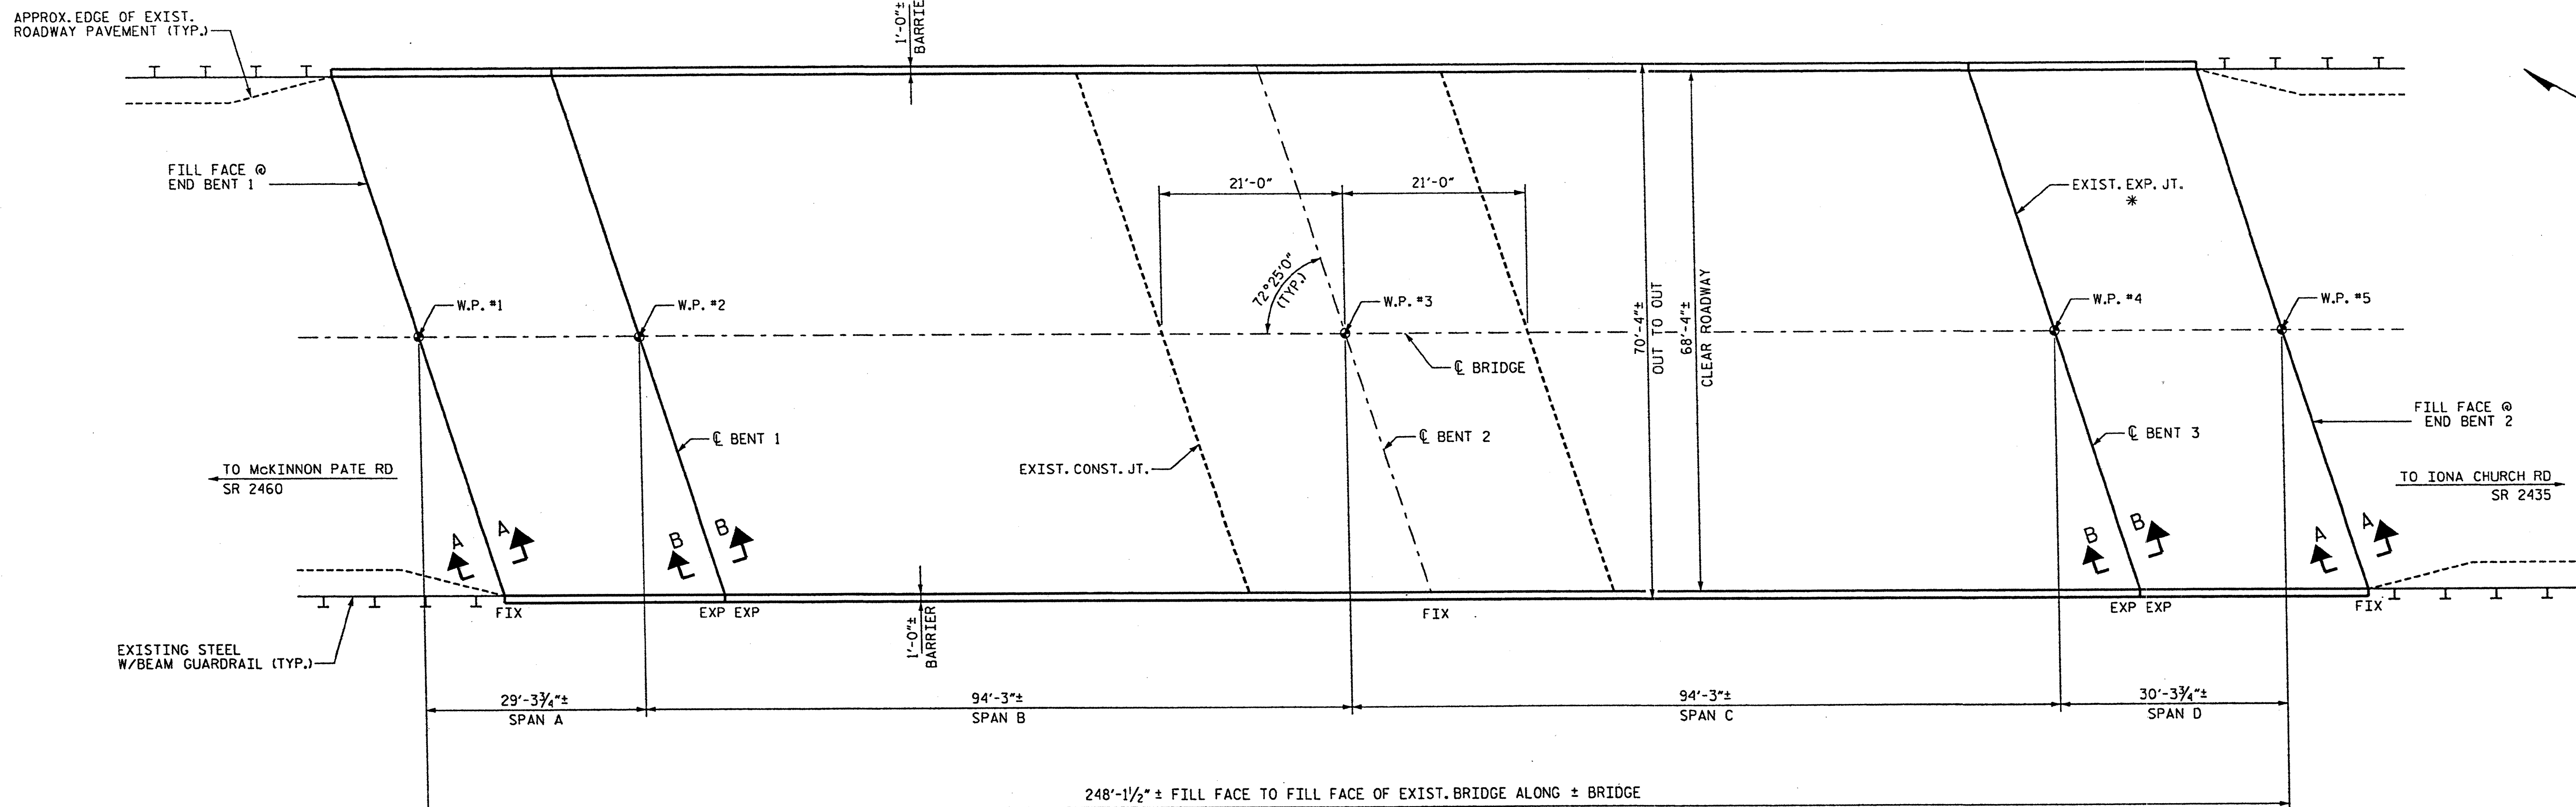 APPROX. EDGE OF EXIST.
ROADWAY PAVEMENT (TYP.)
1'-0"±
FILL FACE @
END BENT 1
21'-0" 21'-0"
EXIST. EXP. JT.
*
72°25'0"
(TYP.)
W.P. #1
W.P. #2
W.P. #3
W.P. #4
W.P. #5
70'-4"±
OUT TO OUT
68'-4"±
CLEAR ROADWAY
℄ BRIDGE
℄ BENT 1
℄ BENT 2
℄ BENT 3
FILL FACE @
END BENT 2
EXIST. CONST. JT.
TO McKINNON PATE RD
SR 2460
TO IONA CHURCH RD
SR 2435
A A
B B
B B
A A
FIX
EXP EXP
FIX
EXP EXP
FIX
1'-0"±
BARRIER
EXISTING STEEL
W/BEAM GUARDRAIL (TYP.)
29'-3¾"±
SPAN A
94'-3"±
SPAN B
94'-3"±
SPAN C
30'-3¾"±
SPAN D
248'-1½" ± FILL FACE TO FILL FACE OF EXIST. BRIDGE ALONG ± BRIDGE